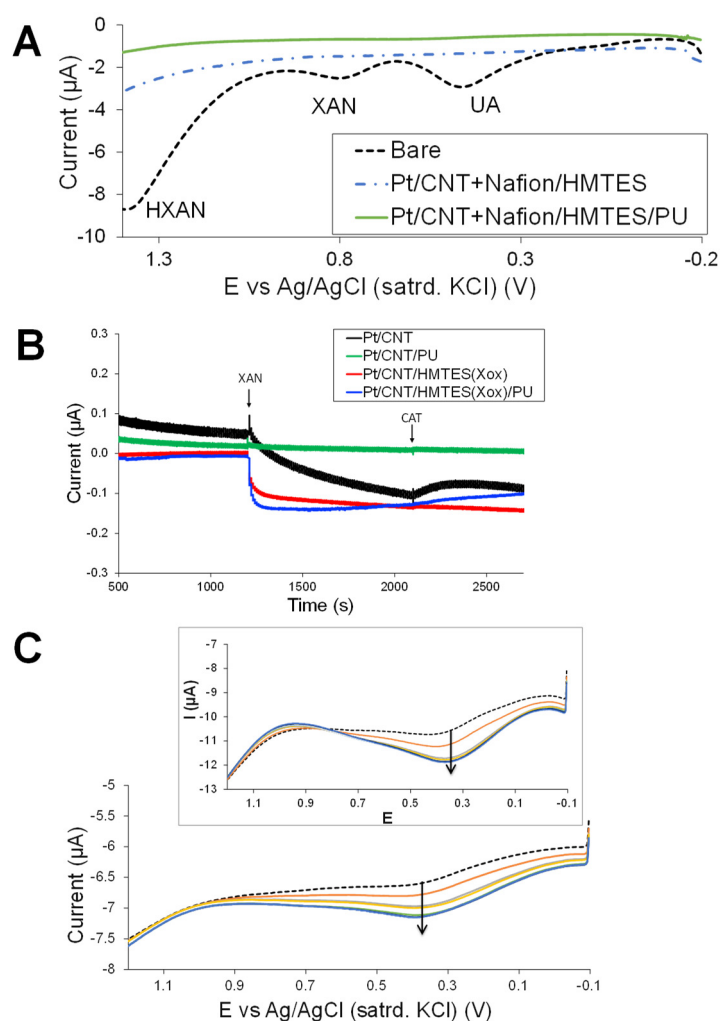 A
0
-2
-4
-6
-8
-10
Current (µA)
XAN
UA
HXAN
Bare
Pt/CNT+Nafion/HMTES
Pt/CNT+Nafion/HMTES/PU
1.3 0.8 0.3 -0.2
E vs Ag/AgCl (satrd. KCl) (V)
B
0.3
0.2
0.1
0.0
-0.1
-0.2
-0.3
Current (µA)
Pt/CNT
Pt/CNT/PU
Pt/CNT/HMTES(Xox)
Pt/CNT/HMTES(Xox)/PU
XAN
CAT
500 1000 1500 2000 2500
Time (s)
C
-7
-8
-9
-10
-11
-12
-13
I (µA)
1.1 0.9 0.7 0.5 0.3 0.1 -0.1
E
-5
-5.5
-6
-6.5
-7
-7.5
-8
Current (µA)
1.1 0.9 0.7 0.5 0.3 0.1 -0.1
E vs Ag/AgCl (satrd. KCl) (V)